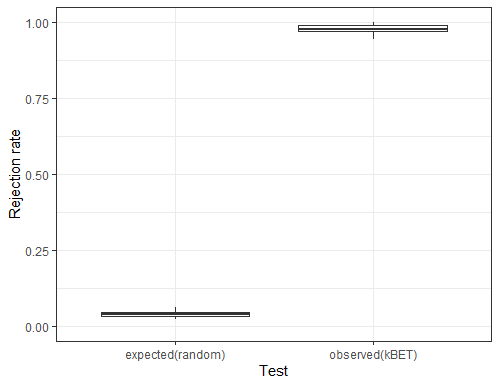 1.00
0.75
0.50
0.25
0.00
Rejection rate
expected(random)
observed(kBET)
Test